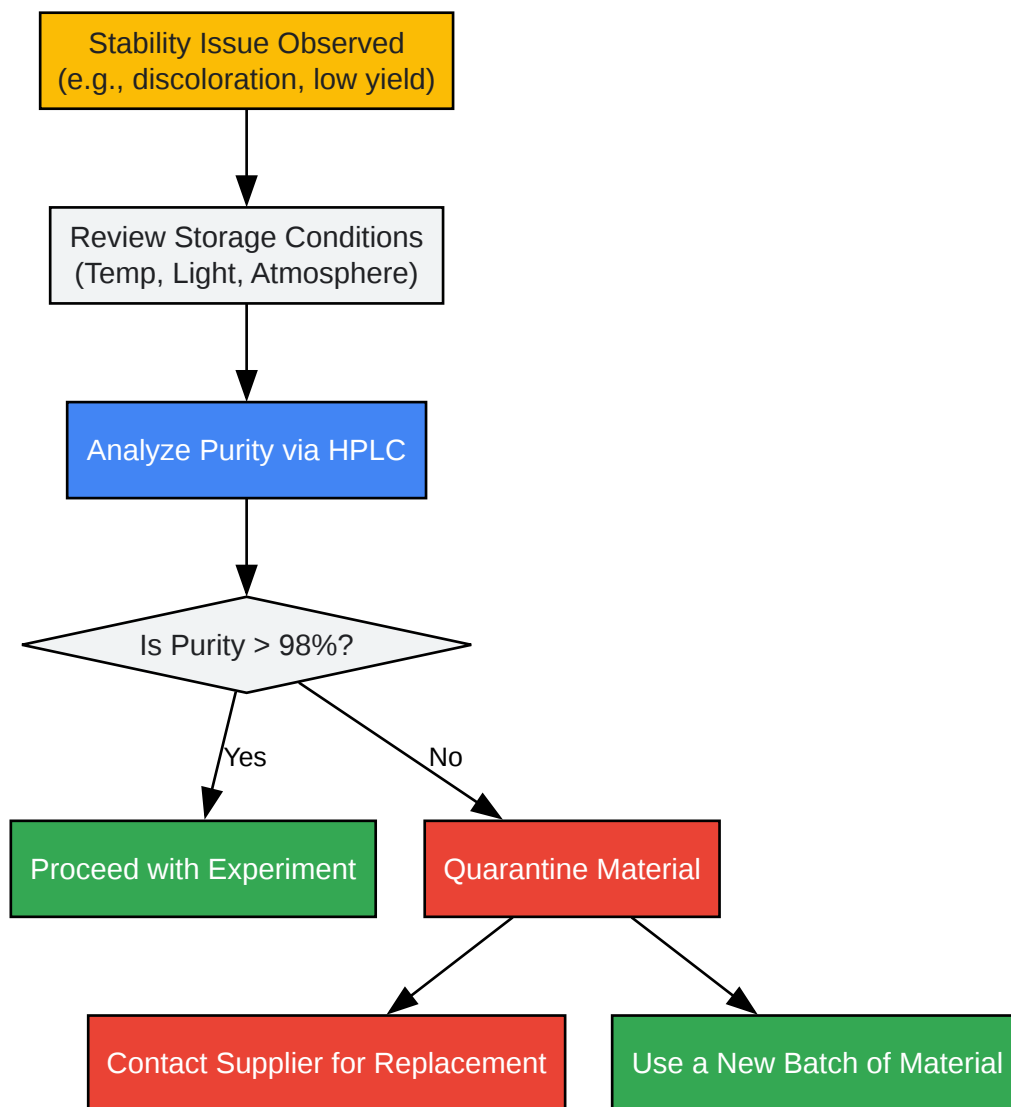 Stability Issue Observed
(e.g., discoloration, low yield)
Review Storage Conditions
(Temp, Light, Atmosphere)
Analyze Purity via HPLC
Is Purity > 98%?
Yes
No
Proceed with Experiment
Quarantine Material
Contact Supplier for Replacement
Use a New Batch of Material